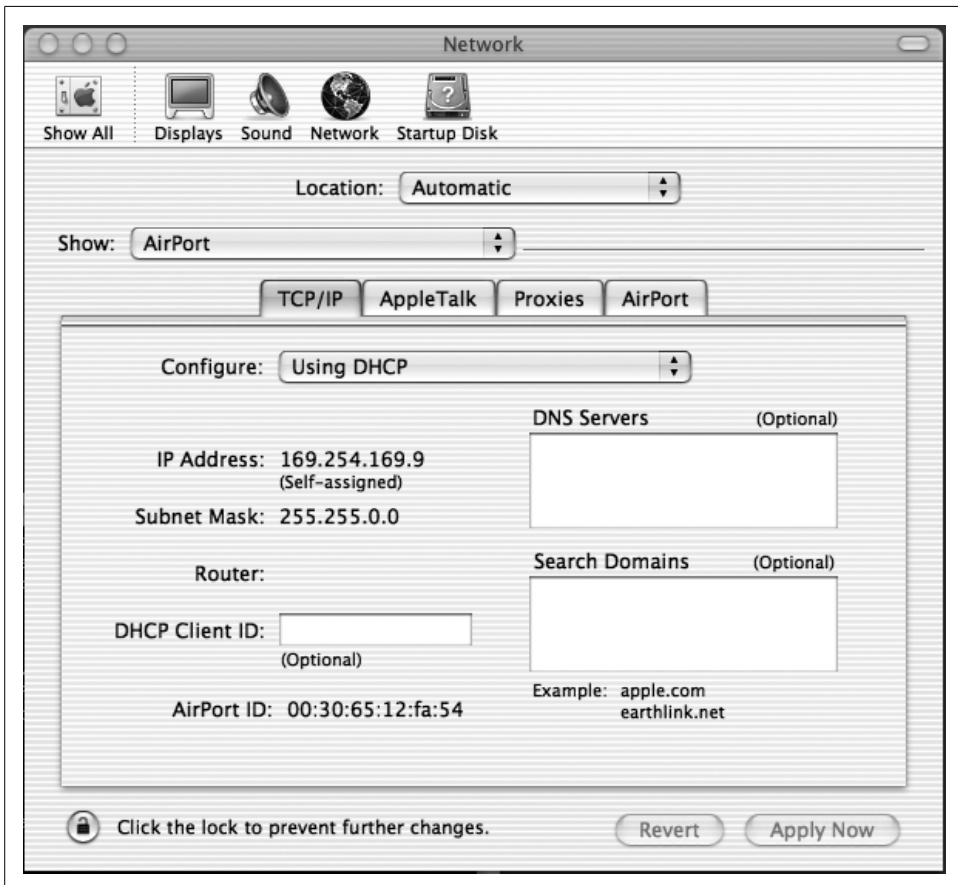 Network
Show All Displays Sound Network Startup Disk
Location: Automatic
Show: AirPort
TCP/IP AppleTalk Proxies AirPort
Configure: Using DHCP
DNS Servers (Optional)
IP Address: 169.254.169.9
(Self-assigned)
Subnet Mask: 255.255.0.0
Search Domains (Optional)
Router:
DHCP Client ID:
(Optional)
Example: apple.com
earthlink.net
AirPort ID: 00:30:65:12:fa:54
Click the lock to prevent further changes. Revert Apply Now